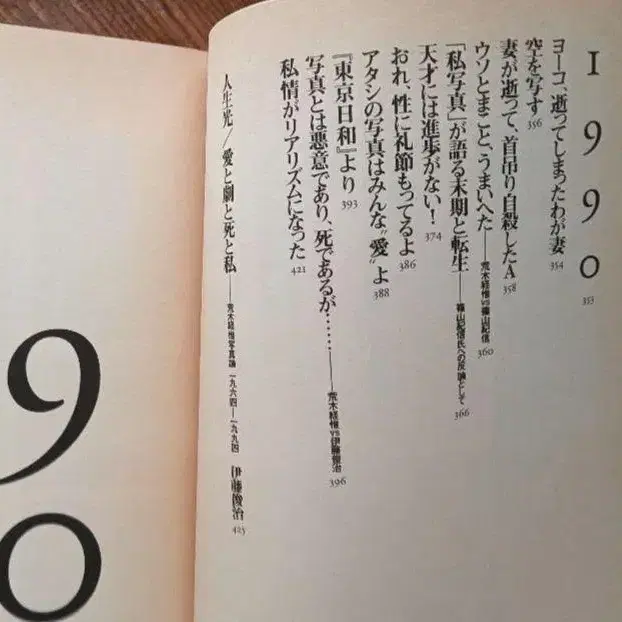 1990 353
ヨーコ、逝ってしまったわが妻 354
空を写す 356
妻が逝って、首吊り自殺したA 358
ウソとまこと、うまいへた──荒木経惟vs篠山紀信 360
「私写真」が語る末期と転生──篠山紀信氏への反論として 366
天才には進歩がない! 374
おれ、性に礼節もってるよ 386
アタシの写真はみんな〝愛〟よ 388
『東京日和』より 393
写真とは悪意であり、死であるが……──荒木経惟vs伊藤俊治 396
私情がリアリズムになった 421
人生光/愛と劇と死と私──荒木経惟写真論 一九六四─一九九四 伊藤俊治 425
90